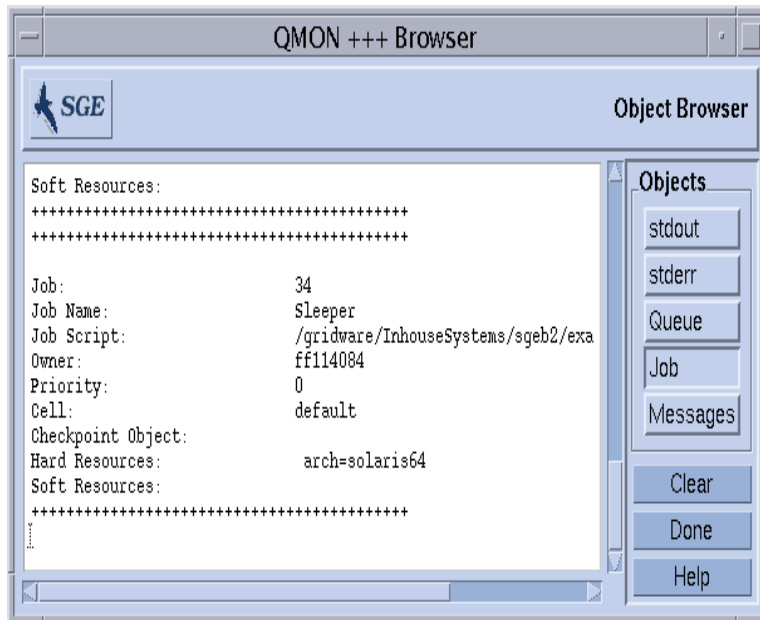 QMON +++ Browser
SGE
Object Browser
Soft Resources:
+++++++++++++++++++++++++++++++++++++++++++
+++++++++++++++++++++++++++++++++++++++++++
Job: 34
Job Name: Sleeper
Job Script: /gridware/InhouseSystems/sgeb2/exa
Owner: ff114084
Priority: 0
Cell: default
Checkpoint Object:
Hard Resources: arch=solaris64
Soft Resources:
+++++++++++++++++++++++++++++++++++++++++++
Objects
stdout
stderr
Queue
Job
Messages
Clear
Done
Help